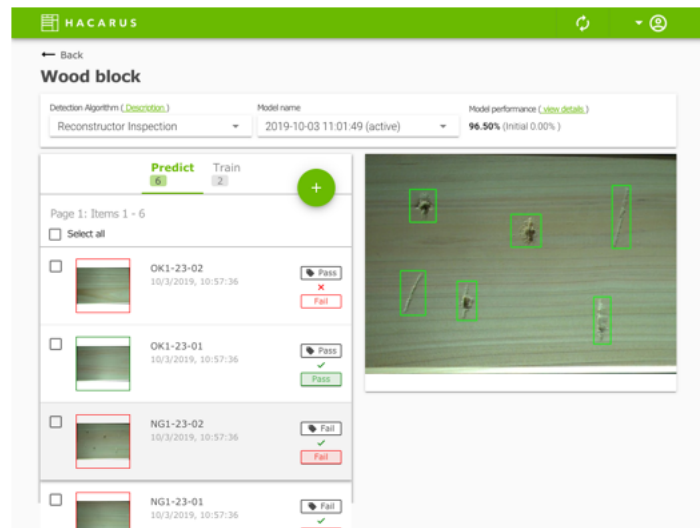 HACARUS
← Back
Wood block
Detection Algorithm ( Description )
Reconstructor Inspection
Model name
2019-10-03 11:01:49 (active)
Model performance ( view details )
96.50% (Initial 0.00% )
Predict
6
Train
2
+
Page 1: Items 1 - 6
Select all
OK1-23-02
10/3/2019, 10:57:36
Pass
Fail
OK1-23-01
10/3/2019, 10:57:36
Pass
Pass
NG1-23-02
10/3/2019, 10:57:36
Fail
Fail
NG1-23-01
10/3/2019, 10:57:36
Fail